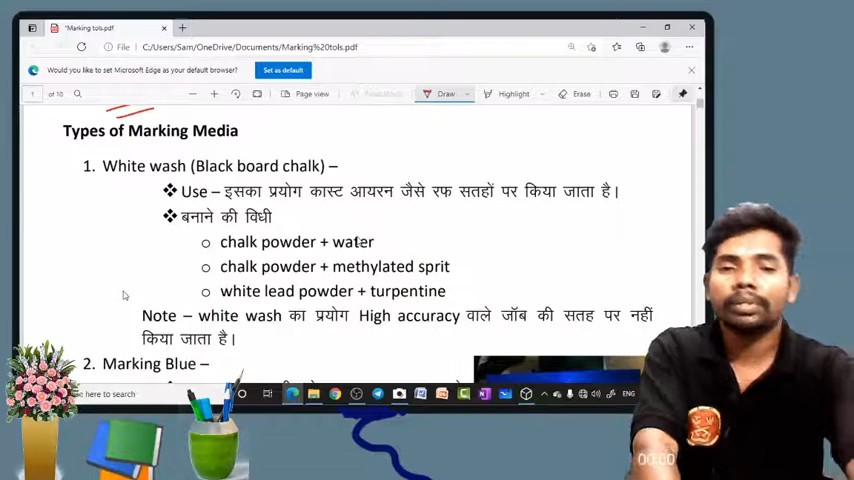 *Marking tols.pdf
File C:/Users/Sam/OneDrive/Documents/Marking%20tols.pdf
Would you like to set Microsoft Edge as your default browser? Set as default
1 of 10 Page view Read aloud Draw Highlight Erase
Types of Marking Media
1. White wash (Black board chalk) –
❖ Use – इसका प्रयोग कास्ट आयरन जैसे रफ सतहों पर किया जाता है।
❖ बनाने की विधी
o chalk powder + water
o chalk powder + methylated sprit
o white lead powder + turpentine
Note – white wash का प्रयोग High accuracy वाले जॉब की सतह पर नहीं
किया जाता है।
2. Marking Blue –
here to search ENG
00:00